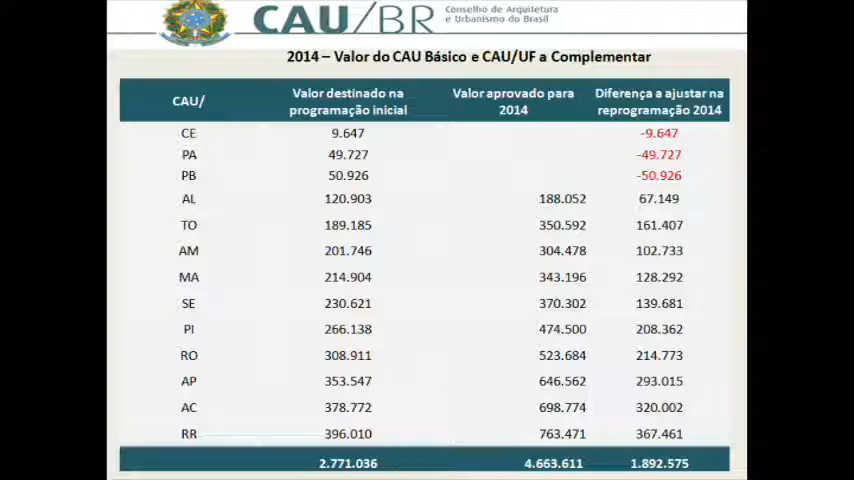 CAU/BR
Conselho de Arquitetura
e Urbanismo do Brasil
2014 – Valor do CAU Básico e CAU/UF a Complementar
CAU/ Valor destinado na programação inicial Valor aprovado para 2014 Diferença a ajustar na reprogramação 2014
CE 9.647 -9.647
PA 49.727 -49.727
PB 50.926 -50.926
AL 120.903 188.052 67.149
TO 189.185 350.592 161.407
AM 201.746 304.478 102.733
MA 214.904 343.196 128.292
SE 230.621 370.302 139.681
PI 266.138 474.500 208.362
RO 308.911 523.684 214.773
AP 353.547 646.562 293.015
AC 378.772 698.774 320.002
RR 396.010 763.471 367.461
2.771.036 4.663.611 1.892.575